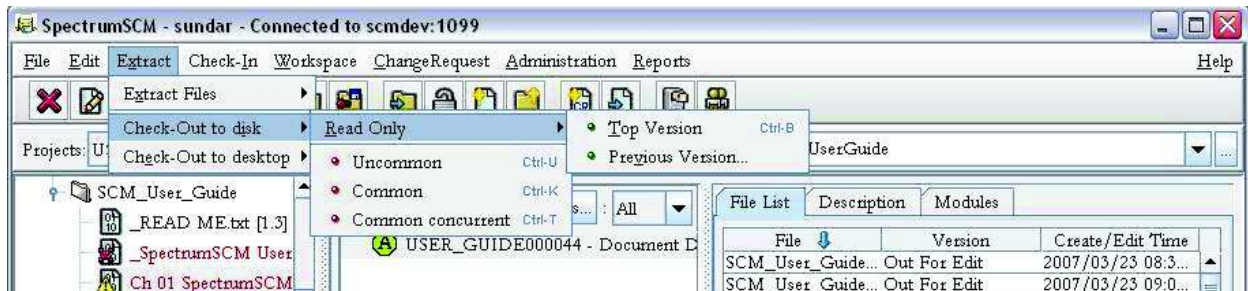 SpectrumSCM - sundar - Connected to scmdev:1099
File Edit Extract Check-In Workspace ChangeRequest Administration Reports Help
Extract Files
Check-Out to disk
Check-Out to desktop
Read Only
Uncommon Ctrl-U
Common Ctrl-K
Common concurrent Ctrl-T
Top Version Ctrl-B
Previous Version...
Projects: U
UserGuide
...
SCM_User_Guide
_READ ME.txt [1.3]
_SpectrumSCM User
Ch 01 SpectrumSCM
s... : All
USER_GUIDE000044 - Document D
File List Description Modules
File Version Create/Edit Time
SCM_User_Guide... Out For Edit 2007/03/23 08:3...
SCM_User_Guide... Out For Edit 2007/03/23 09:0...